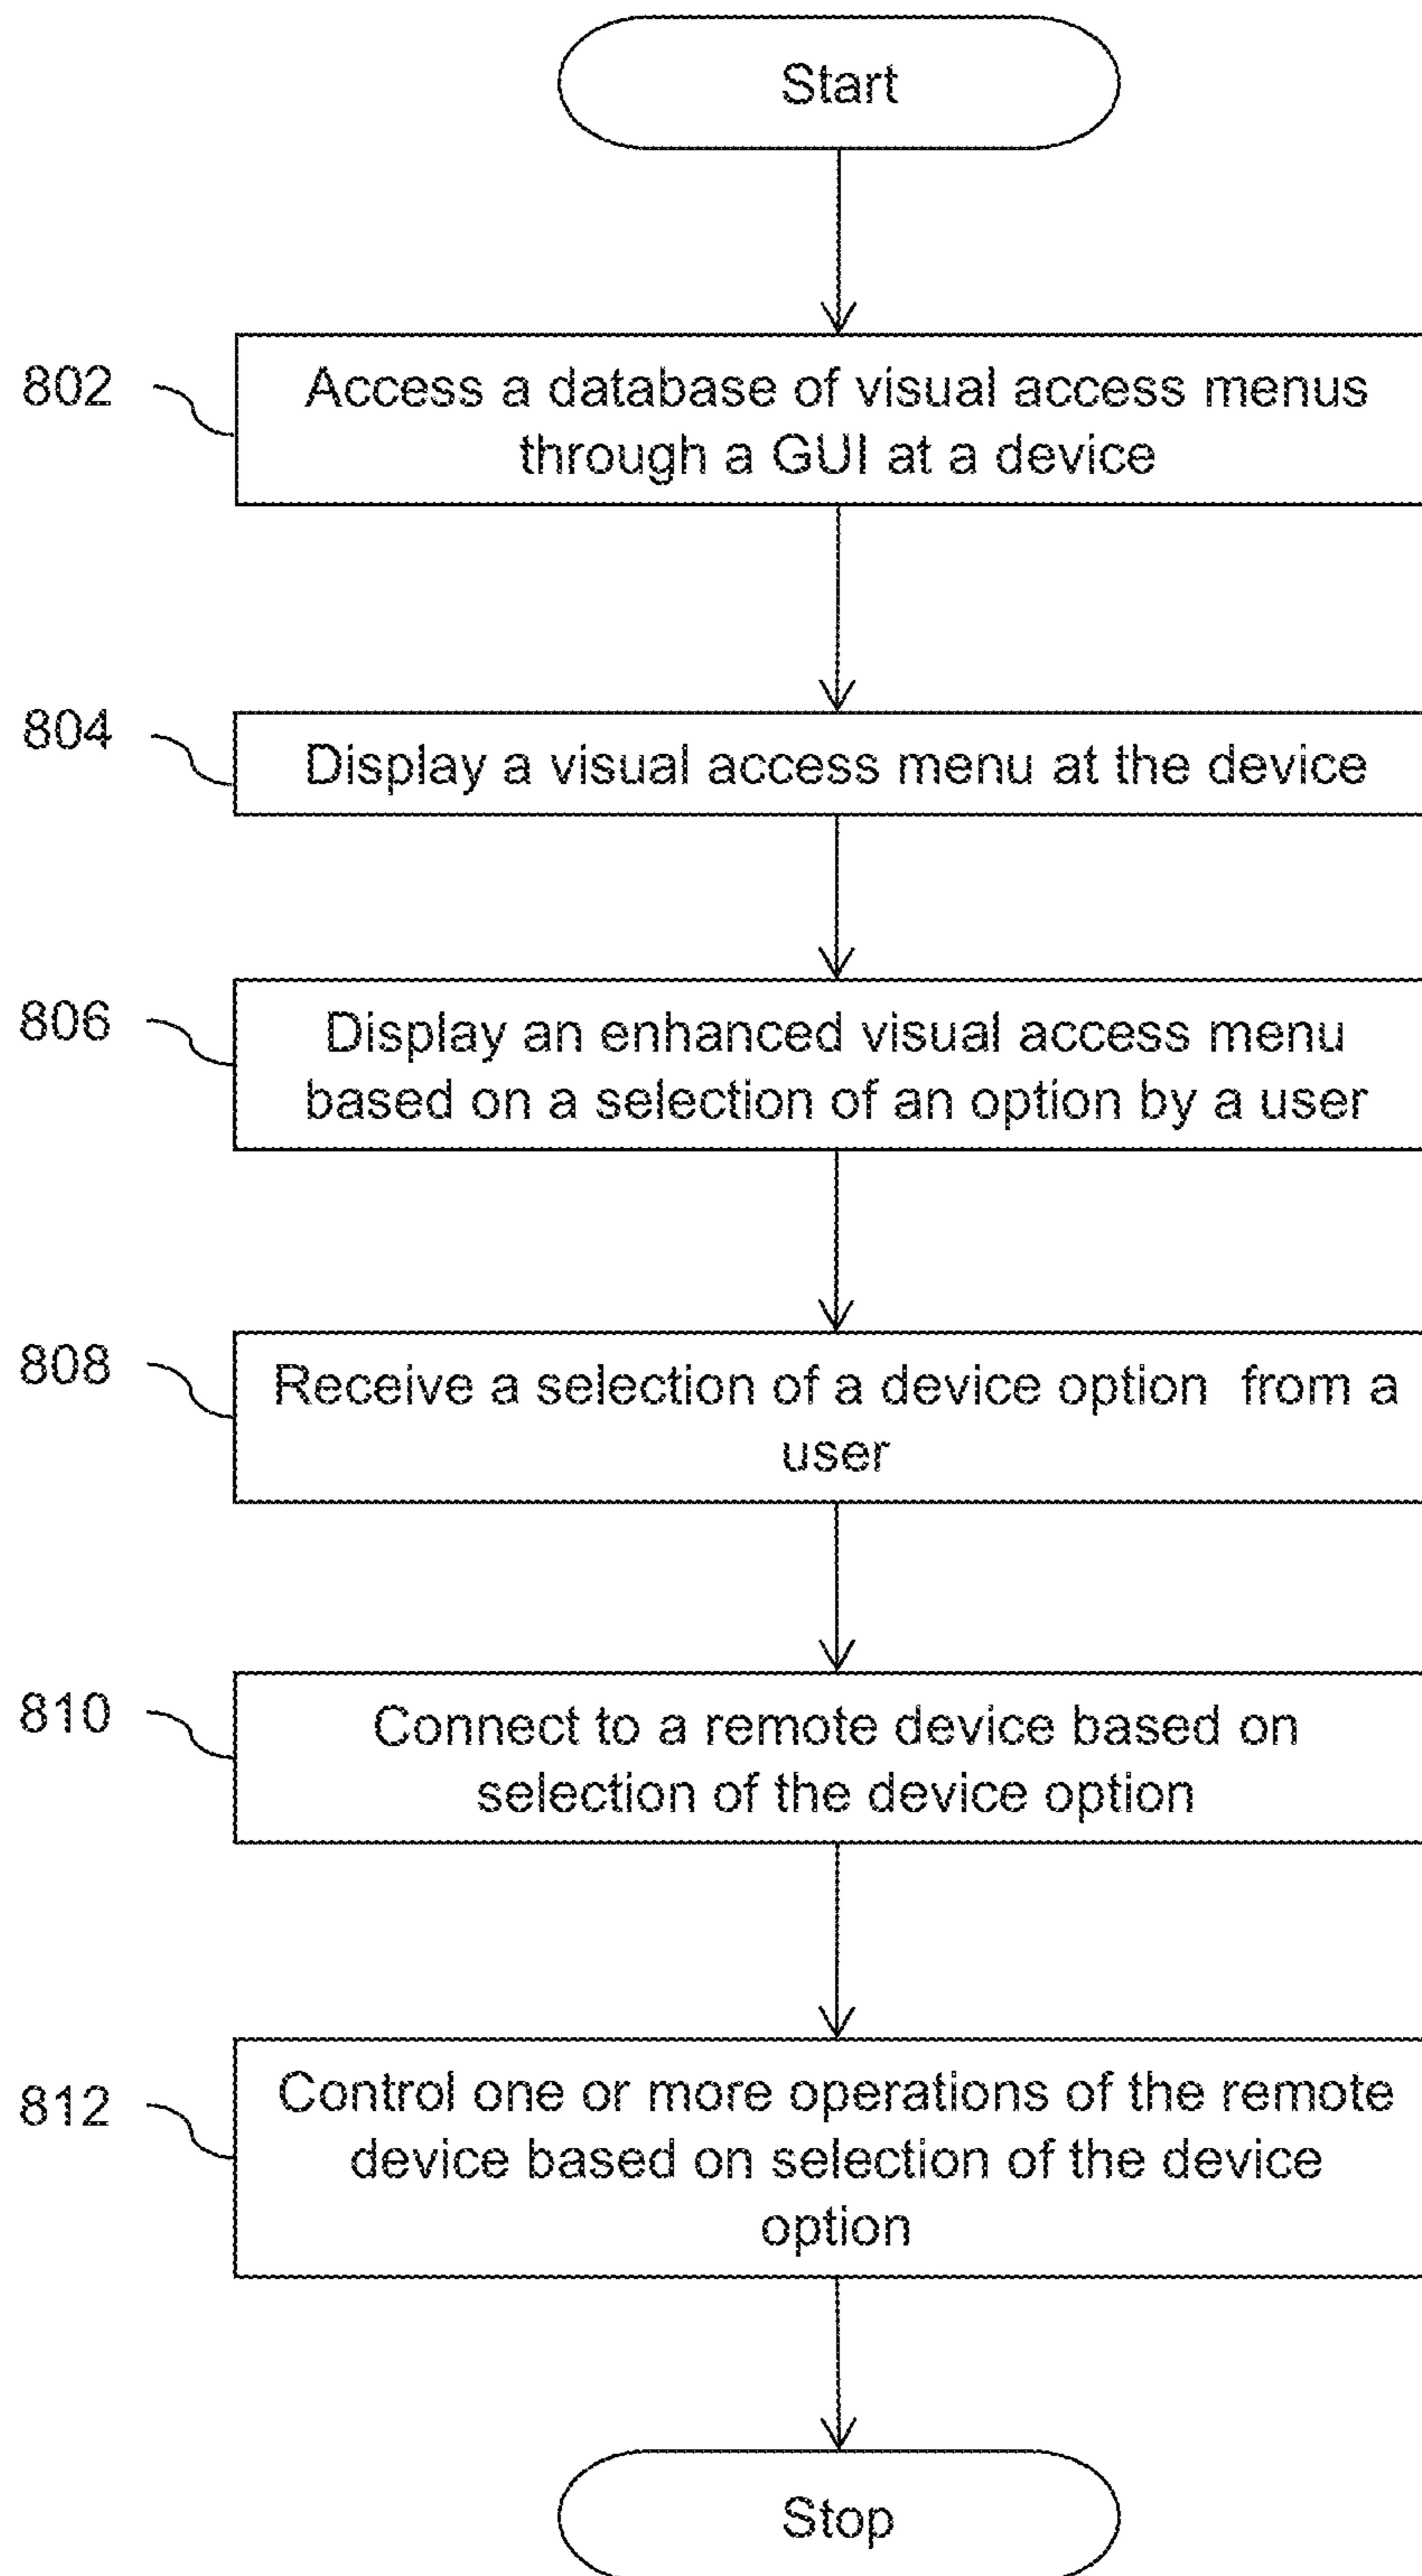 Start
802
Access a database of visual access menus
through a GUI at a device
804
Display a visual access menu at the device
806
Display an enhanced visual access menu
based on a selection of an option by a user
808
Receive a selection of a device option from a
user
810
Connect to a remote device based on
selection of the device option
812
Control one or more operations of the remote
device based on selection of the device
option
Stop